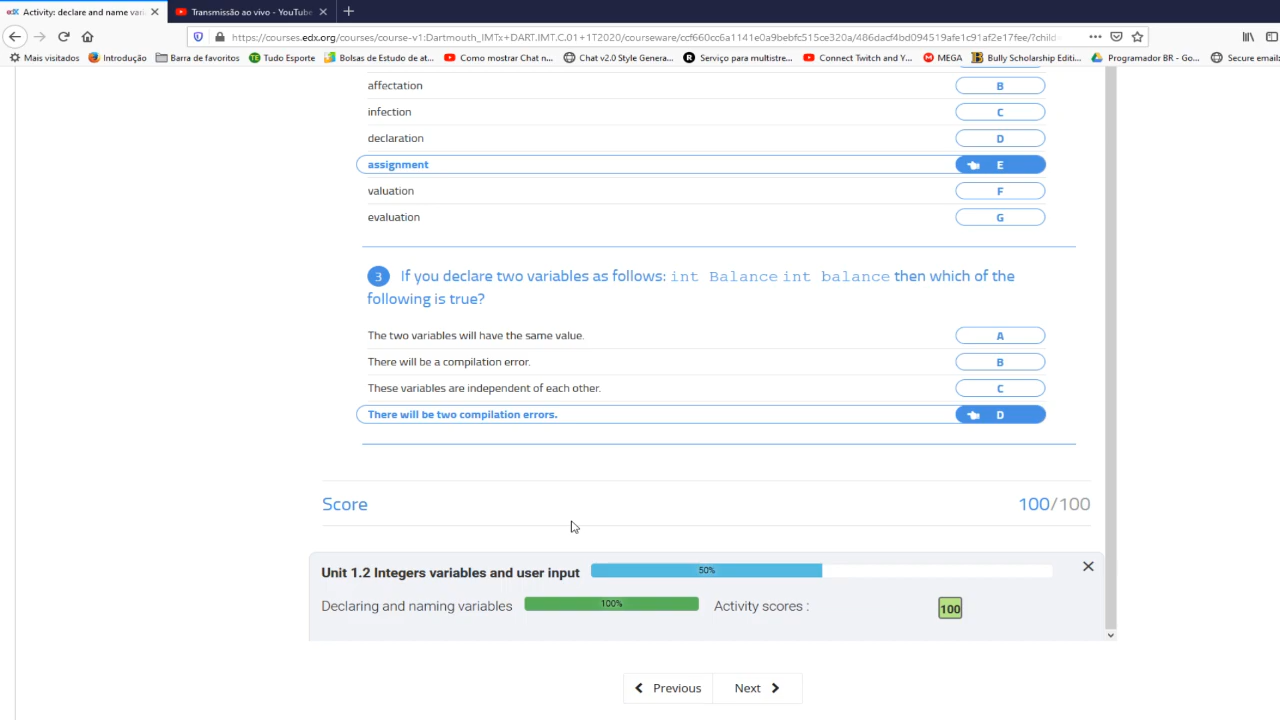 Activity: declare and name vari
Transmissão ao vivo - YouTube
https://courses.edx.org/courses/course-v1:Dartmouth_IMTx+DART.IMT.C.01+1T2020/courseware/ccf660cc6a1141e0a9bebfc515ce320a/486dacf4bd094519afe1c91af2e17fee/?child
Mais visitados
Introdução
Barra de favoritos
TE Tudo Esporte
Bolsas de Estudo de at...
Como mostrar Chat n...
Chat v2.0 Style Genera...
R Serviço para multistre...
Connect Twitch and Y...
M MEGA
B Bully Scholarship Editi...
Programador BR - Go...
Secure emails
affectation B
infection C
declaration D
assignment E
valuation F
evaluation G
3 If you declare two variables as follows: int Balance int balance then which of the
following is true?
The two variables will have the same value. A
There will be a compilation error. B
These variables are independent of each other. C
There will be two compilation errors. D
Score 100/100
Unit 1.2 Integers variables and user input 50%
Declaring and naming variables 100% Activity scores : 100
Previous Next